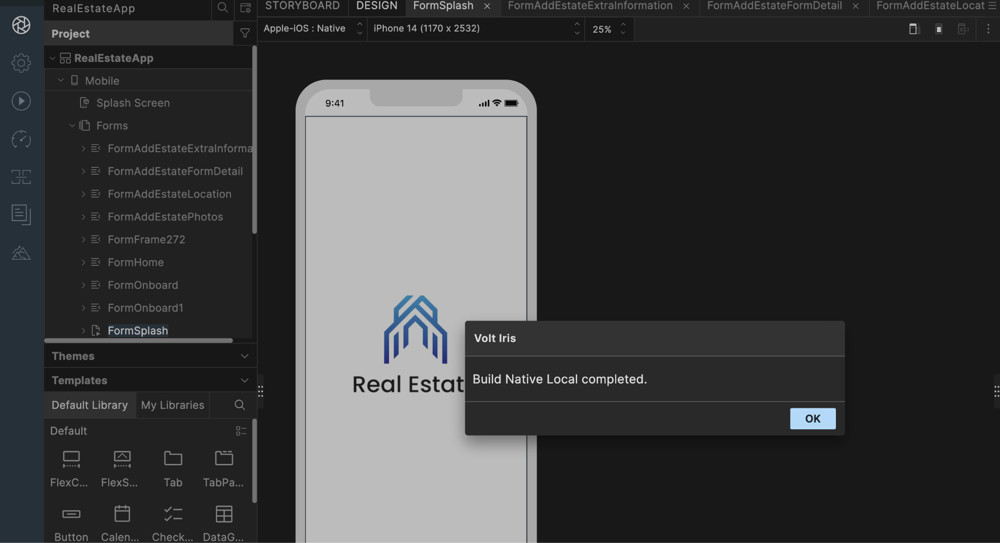 RealEstateApp
STORYBOARD
DESIGN
FormSplash
FormAddEstateExtraInformation
FormAddEstateFormDetail
FormAddEstateLocat
Project
Apple-iOS : Native
iPhone 14 (1170 x 2532)
25%
RealEstateApp
Mobile
Splash Screen
Forms
FormAddEstateExtraInforma
FormAddEstateFormDetail
FormAddEstateLocation
FormAddEstatePhotos
FormFrame272
FormHome
FormOnboard
FormOnboard1
FormSplash
Themes
Templates
Default Library
My Libraries
Default
FlexC...
FlexS...
Tab
TabPa...
Button
Calen...
Check...
DataG...
9:41
Real Estat
Volt Iris
Build Native Local completed.
OK